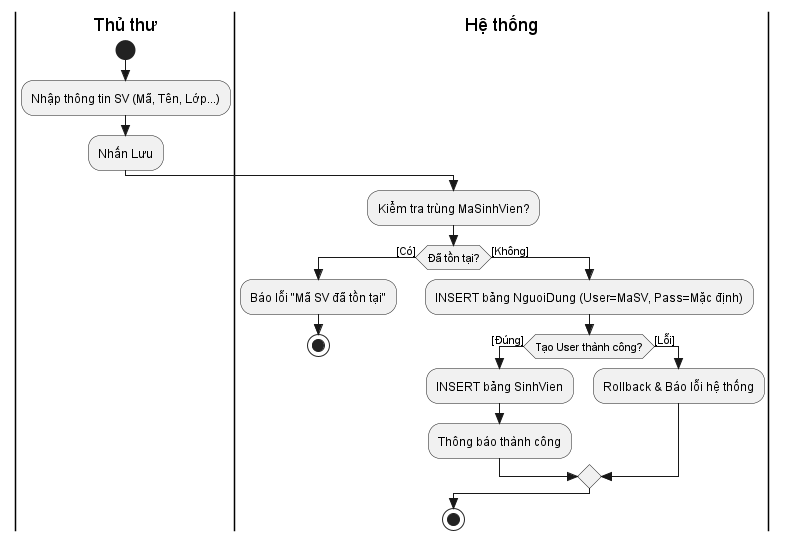 Thủ thư
Hệ thống
Nhập thông tin SV (Mã, Tên, Lớp...)
Nhấn Lưu
Kiểm tra trùng MaSinhVien?
[Có]
Đã tồn tại?
[Không]
Báo lỗi "Mã SV đã tồn tại"
INSERT bảng NguoiDung (User=MaSV, Pass=Mặc định)
[Đúng]
Tạo User thành công?
[Lỗi]
INSERT bảng SinhVien
Rollback & Báo lỗi hệ thống
Thông báo thành công